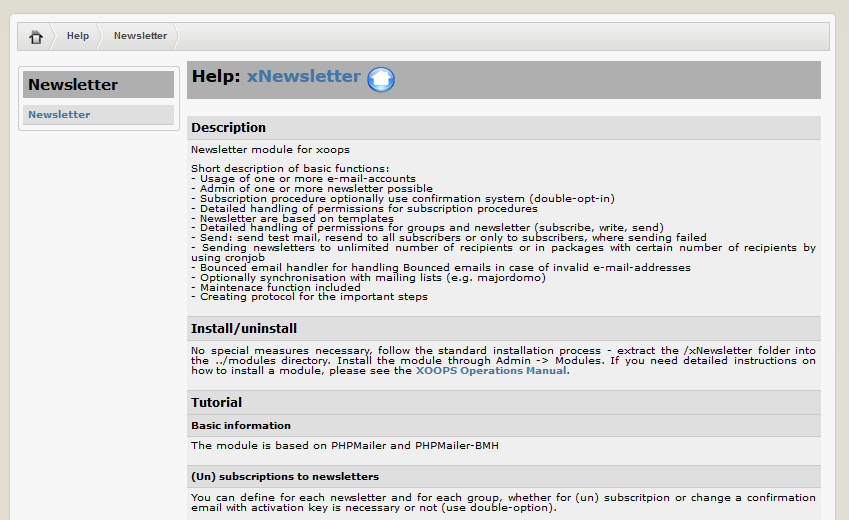 Help Newsletter
Newsletter
Newsletter
Help: xNewsletter
Description
Newsletter module for xoops
Short description of basic functions:
- Usage of one or more e-mail-accounts
- Admin of one or more newsletter possible
- Subscription procedure optionally use confirmation system (double-opt-in)
- Detailed handling of permissions for subscription procedures
- Newsletter are based on templates
- Detailed handling of permissions for groups and newsletter (subscribe, write, send)
- Send: send test mail, resend to all subscribers or only to subscribers, where sending failed
- Sending newsletters to unlimited number of recipients or in packages with certain number of recipients by
using cronjob
- Bounced email handler for handling Bounced emails in case of invalid e-mail-addresses
- Optionally synchronisation with mailing lists (e.g. majordomo)
- Maintenace function included
- Creating protocol for the important steps
Install/uninstall
No special measures necessary, follow the standard installation process - extract the /xNewsletter folder into
the ../modules directory. Install the module through Admin -> Modules. If you need detailed instructions on
how to install a module, please see the XOOPS Operations Manual.
Tutorial
Basic information
The module is based on PHPMailer and PHPMailer-BMH
(Un) subscriptions to newsletters
You can define for each newsletter and for each group, whether for (un) subscritpion or change a confirmation
email with activation key is necessary or not (use double-option).